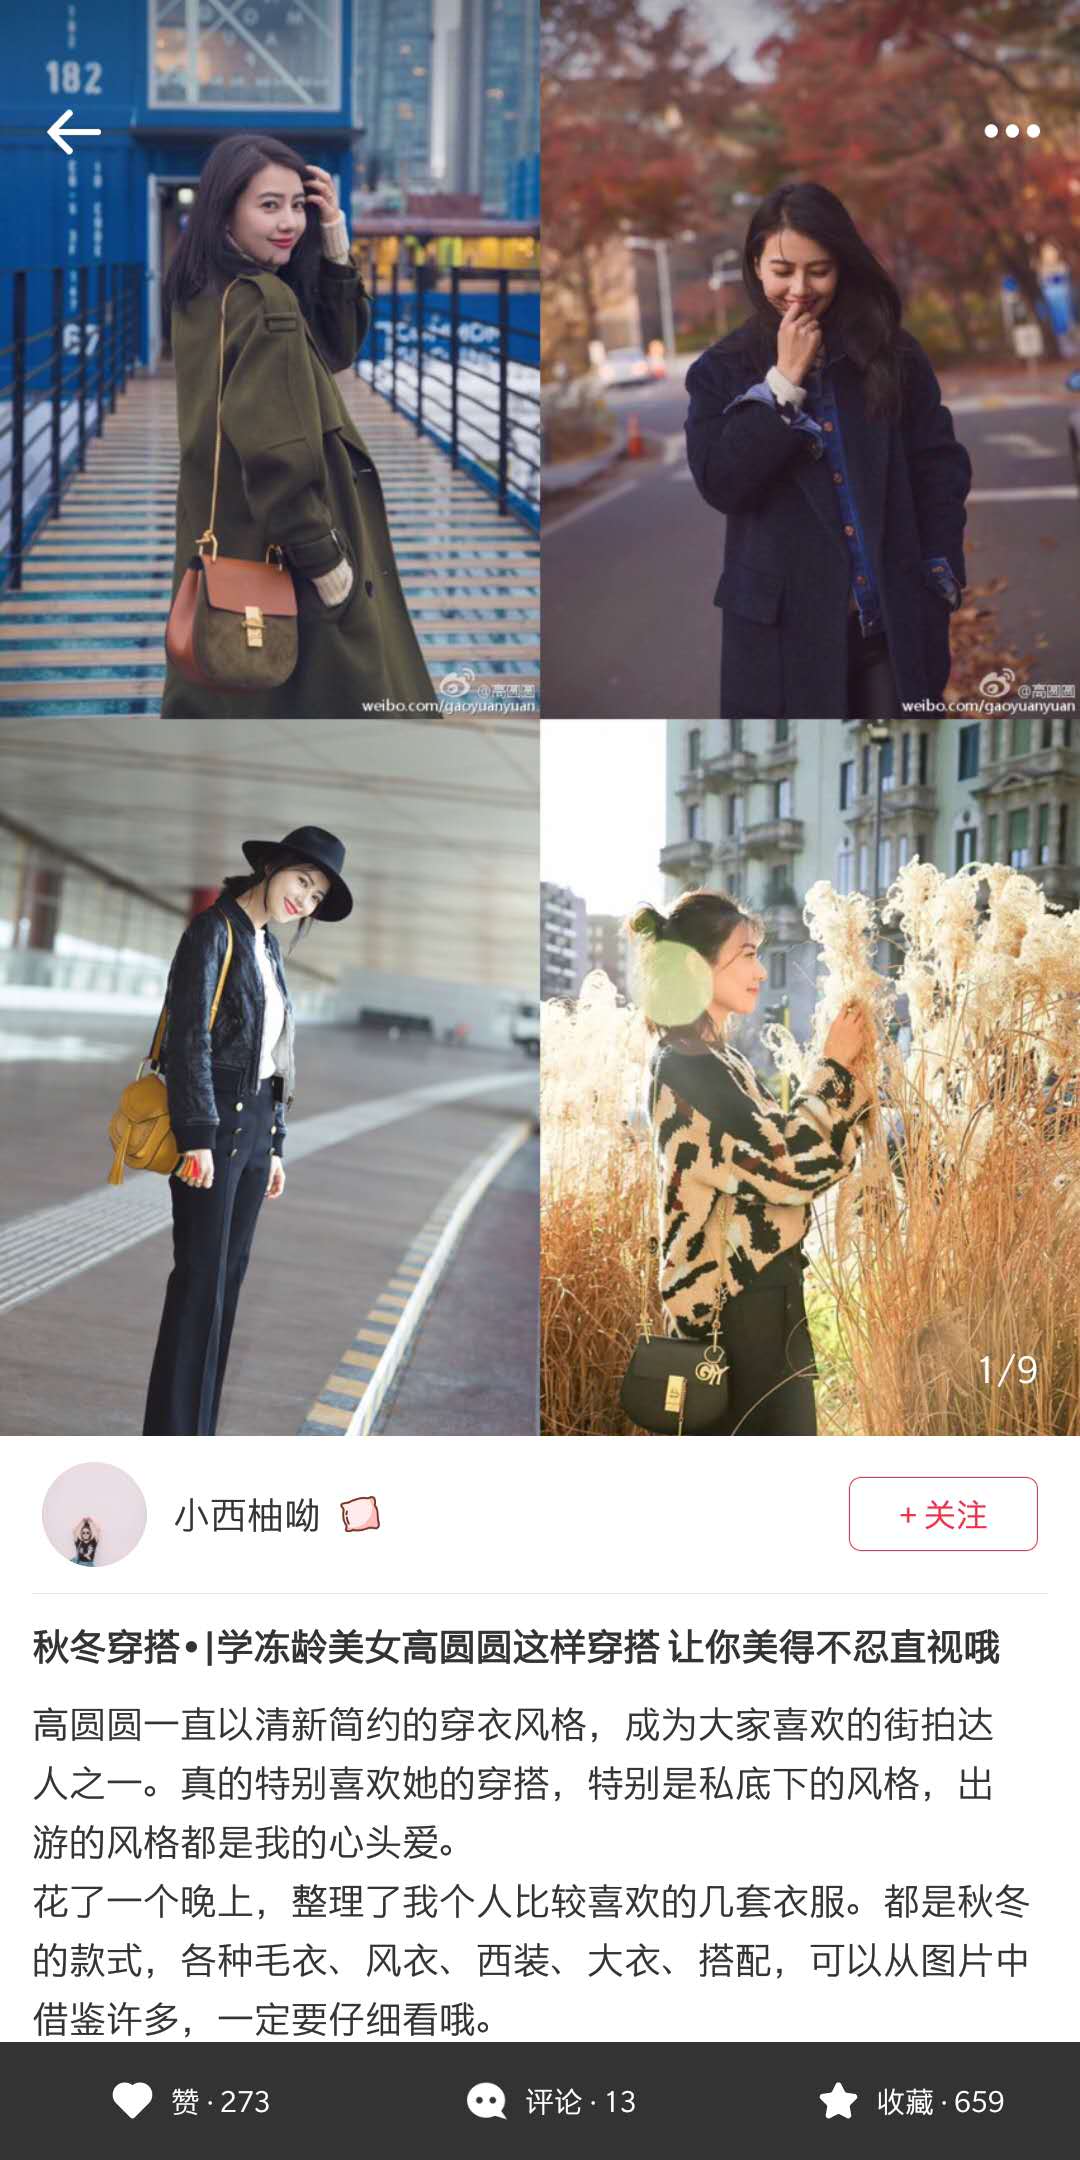 182
67
@高圆圆
weibo.com/gaoyuanyuan
@高圆圆
weibo.com/gaoyuanyuan
1/9
小西柚呦
+ 关注
秋冬穿搭•|学冻龄美女高圆圆这样穿搭 让你美得不忍直视哦
高圆圆一直以清新简约的穿衣风格，成为大家喜欢的街拍达
人之一。真的特别喜欢她的穿搭，特别是私底下的风格，出
游的风格都是我的心头爱。
花了一个晚上，整理了我个人比较喜欢的几套衣服。都是秋冬
的款式，各种毛衣、风衣、西装、大衣、搭配，可以从图片中
借鉴许多，一定要仔细看哦。
赞 · 273
评论 · 13
收藏 · 659